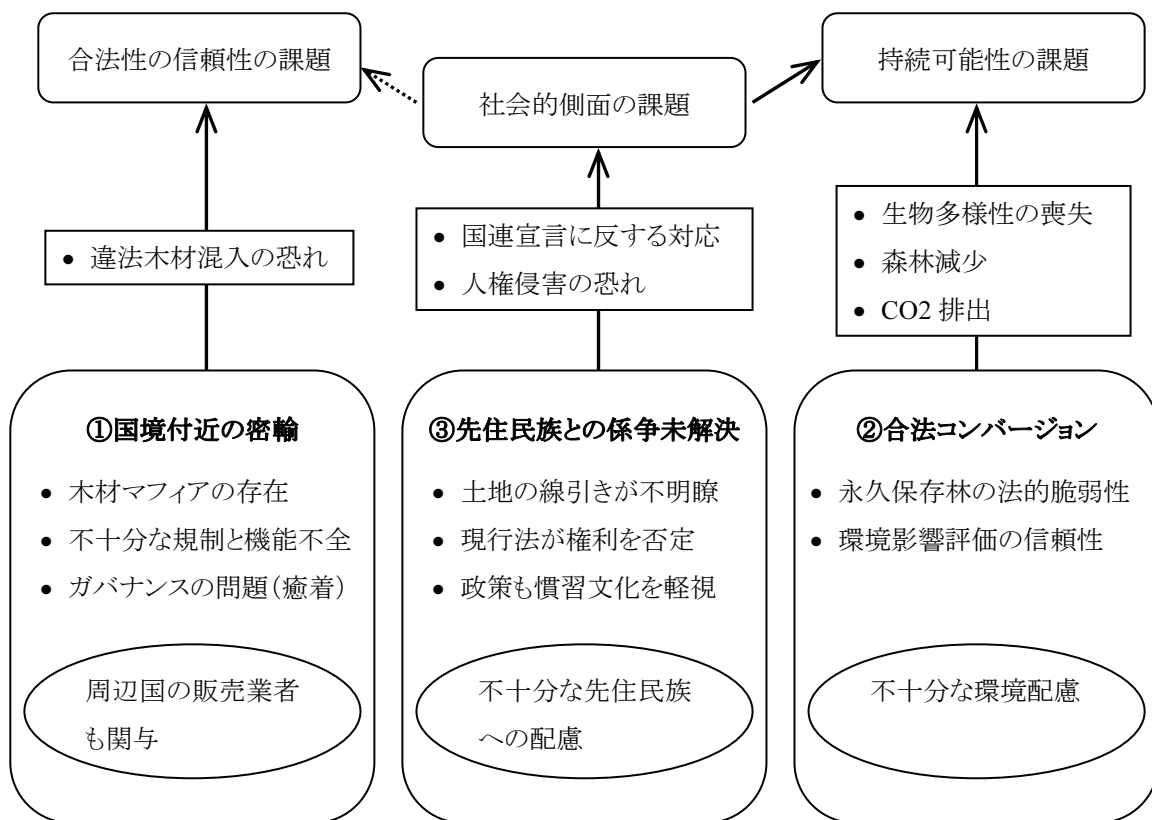 合法性の信頼性の課題
社会的側面の課題
持続可能性の課題
• 違法木材混入の恐れ
• 国連宣言に反する対応
• 人権侵害の恐れ
• 生物多様性の喪失
• 森林減少
• CO2 排出
①国境付近の密輸
• 木材マフィアの存在
• 不十分な規制と機能不全
• ガバナンスの問題(癒着)
周辺国の販売業者
も関与
③先住民族との係争未解決
• 土地の線引きが不明瞭
• 現行法が権利を否定
• 政策も慣習文化を軽視
不十分な先住民族
への配慮
②合法コンバージョン
• 永久保存林の法的脆弱性
• 環境影響評価の信頼性
不十分な環境配慮